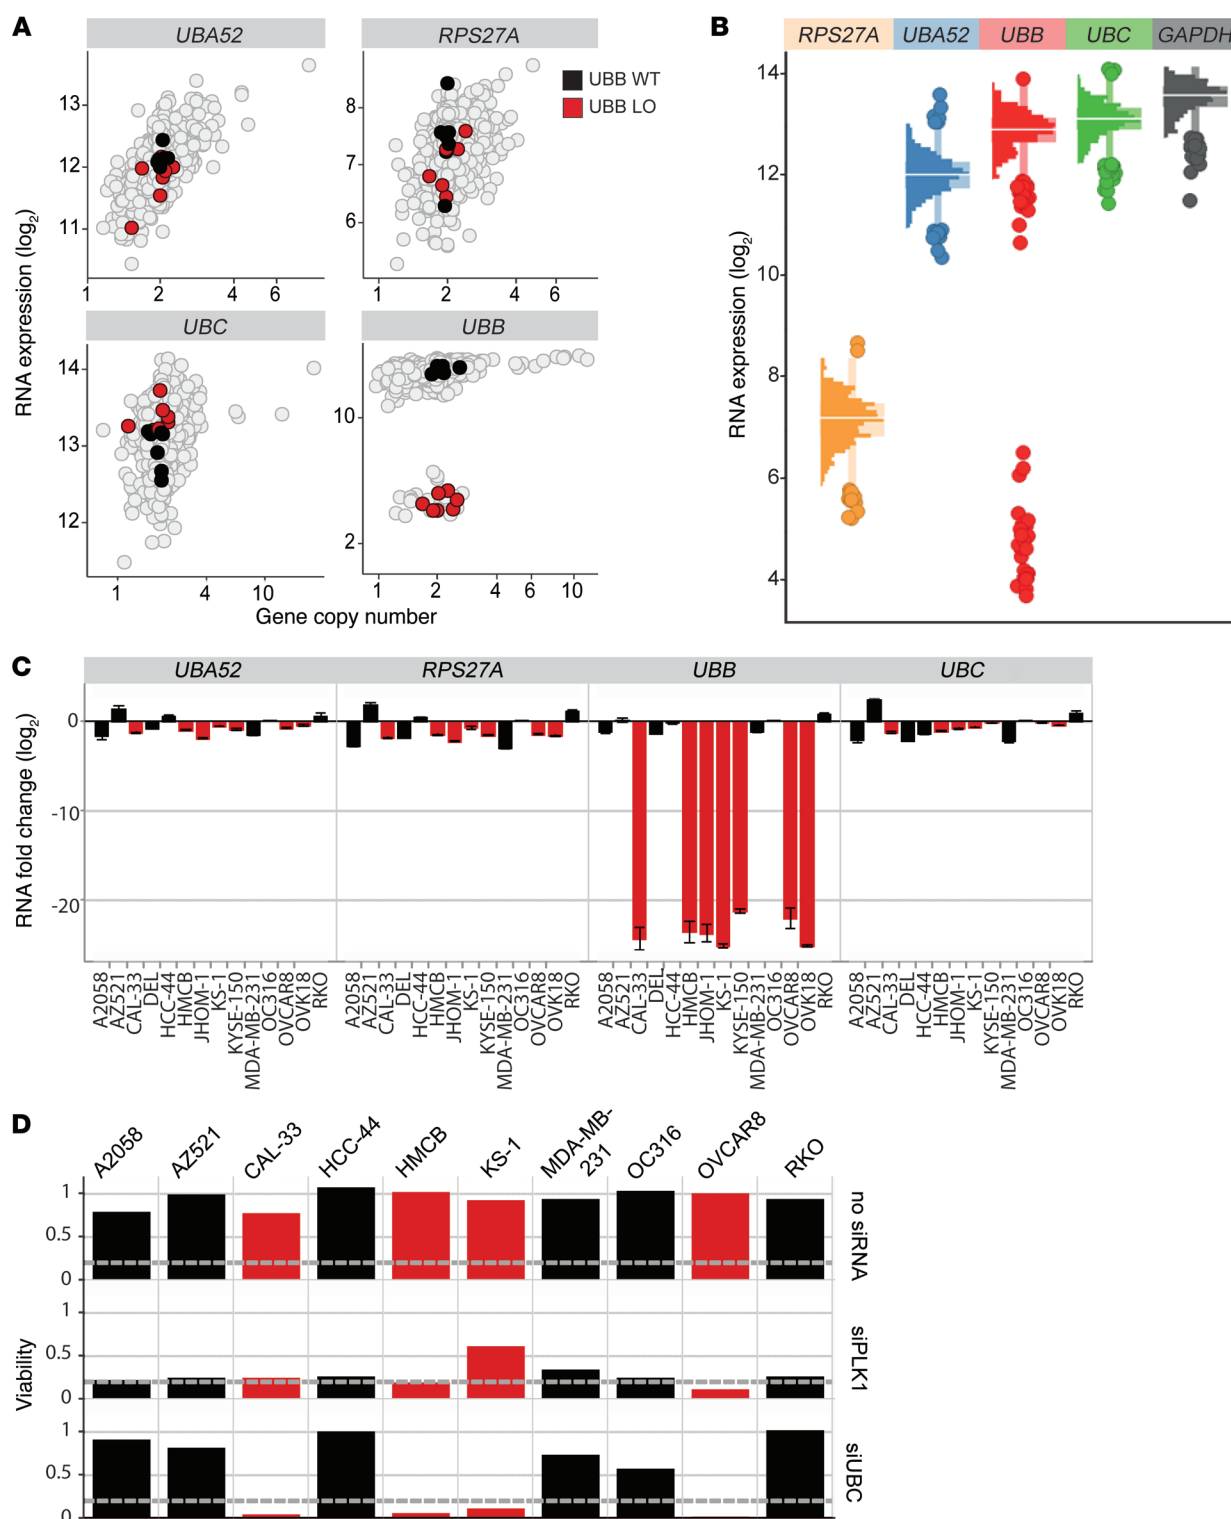 A
UBA52
RPS27A
UBB WT
UBB LO
13
12
11
1 2 4 6
8
7
6
1 2 4 6
UBC
UBB
14
13
12
1 4 10
10
2
1 2 4 6 10
RNA expression (log2)
Gene copy number
B
RPS27A UBA52 UBB UBC GAPDH
14
12
10
8
6
4
RNA expression (log2)
C
UBA52 RPS27A UBB UBC
0
-10
-20
RNA fold change (log2)
A2058 AZ521 CAL-33 DEL HCC-44 HMCB JHOM-1 KS-1 KYSE-150 MDA-MB-231 OC316 OVCAR8 OVK18 RKO
A2058 AZ521 CAL-33 DEL HCC-44 HMCB JHOM-1 KS-1 KYSE-150 MDA-MB-231 OC316 OVCAR8 OVK18 RKO
A2058 AZ521 CAL-33 DEL HCC-44 HMCB JHOM-1 KS-1 KYSE-150 MDA-MB-231 OC316 OVCAR8 OVK18 RKO
A2058 AZ521 CAL-33 DEL HCC-44 HMCB JHOM-1 KS-1 KYSE-150 MDA-MB-231 OC316 OVCAR8 OVK18 RKO
D
A2058 AZ521 CAL-33 HCC-44 HMCB KS-1 MDA-MB-
231 OC316 OVCAR8 RKO
1
0.5
0
no siRNA
1
0.5
0
siPLK1
1
0.5
0
siUBC
Viability